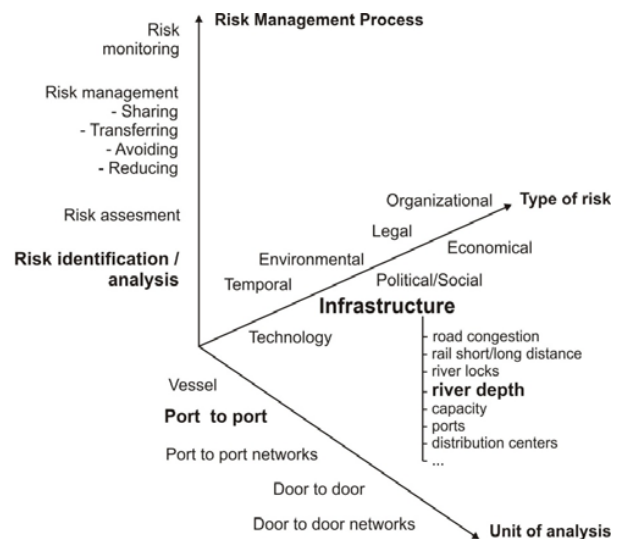 Risk Management Process
Risk
monitoring
Risk management
- Sharing
- Transferring
- Avoiding
- Reducing
Risk assesment
Risk identification /
analysis
Organizational
Type of risk
Legal
Economical
Environmental
Political/Social
Temporal
Infrastructure
Technology
road congestion
rail short/long distance
river locks
river depth
capacity
ports
distribution centers
...
Vessel
Port to port
Port to port networks
Door to door
Door to door networks
Unit of analysis